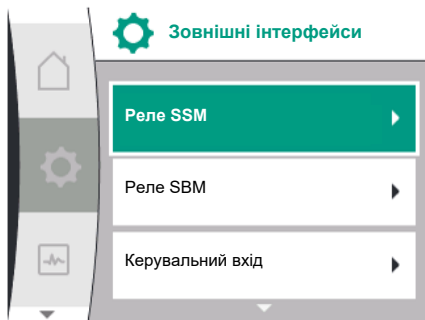 Зовнішні інтерфейси
Реле SSM
Реле SBM
Керувальний вхід